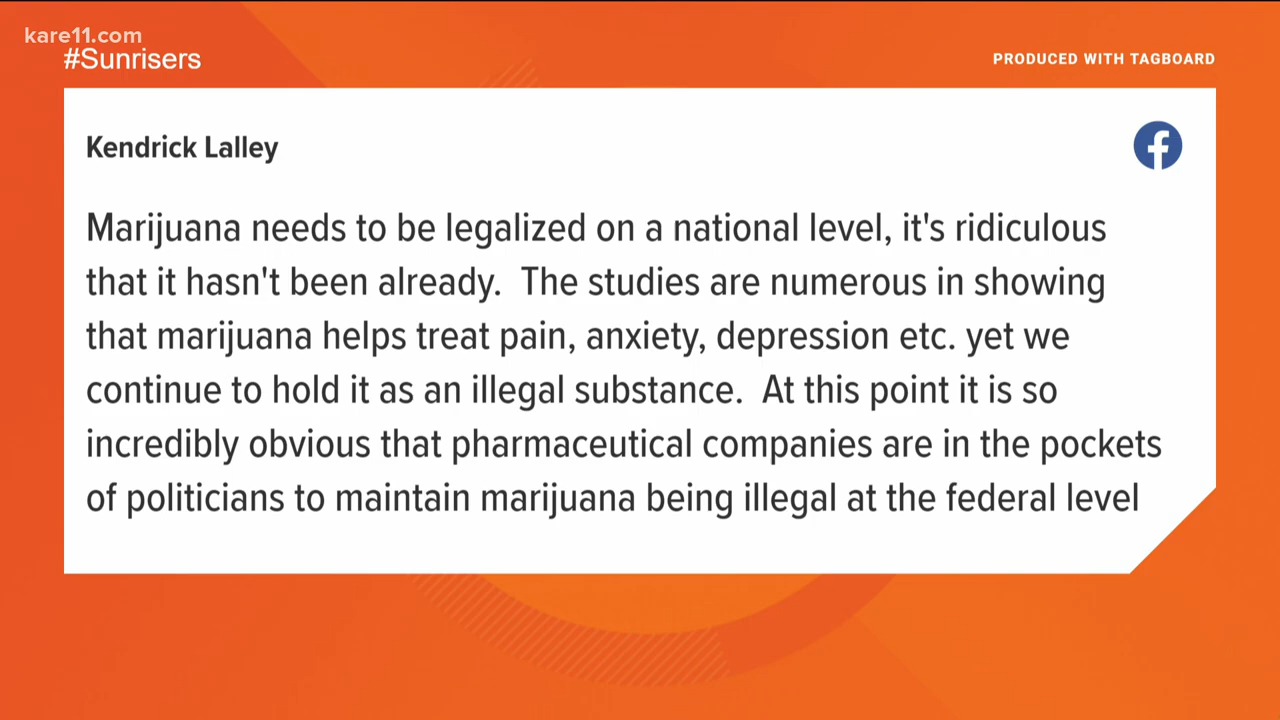 kare11.com
#Sunrisers
PRODUCED WITH TAGBOARD
Kendrick Lalley
Marijuana needs to be legalized on a national level, it's ridiculous
that it hasn't been already.  The studies are numerous in showing
that marijuana helps treat pain, anxiety, depression etc. yet we
continue to hold it as an illegal substance.  At this point it is so
incredibly obvious that pharmaceutical companies are in the pockets
of politicians to maintain marijuana being illegal at the federal level